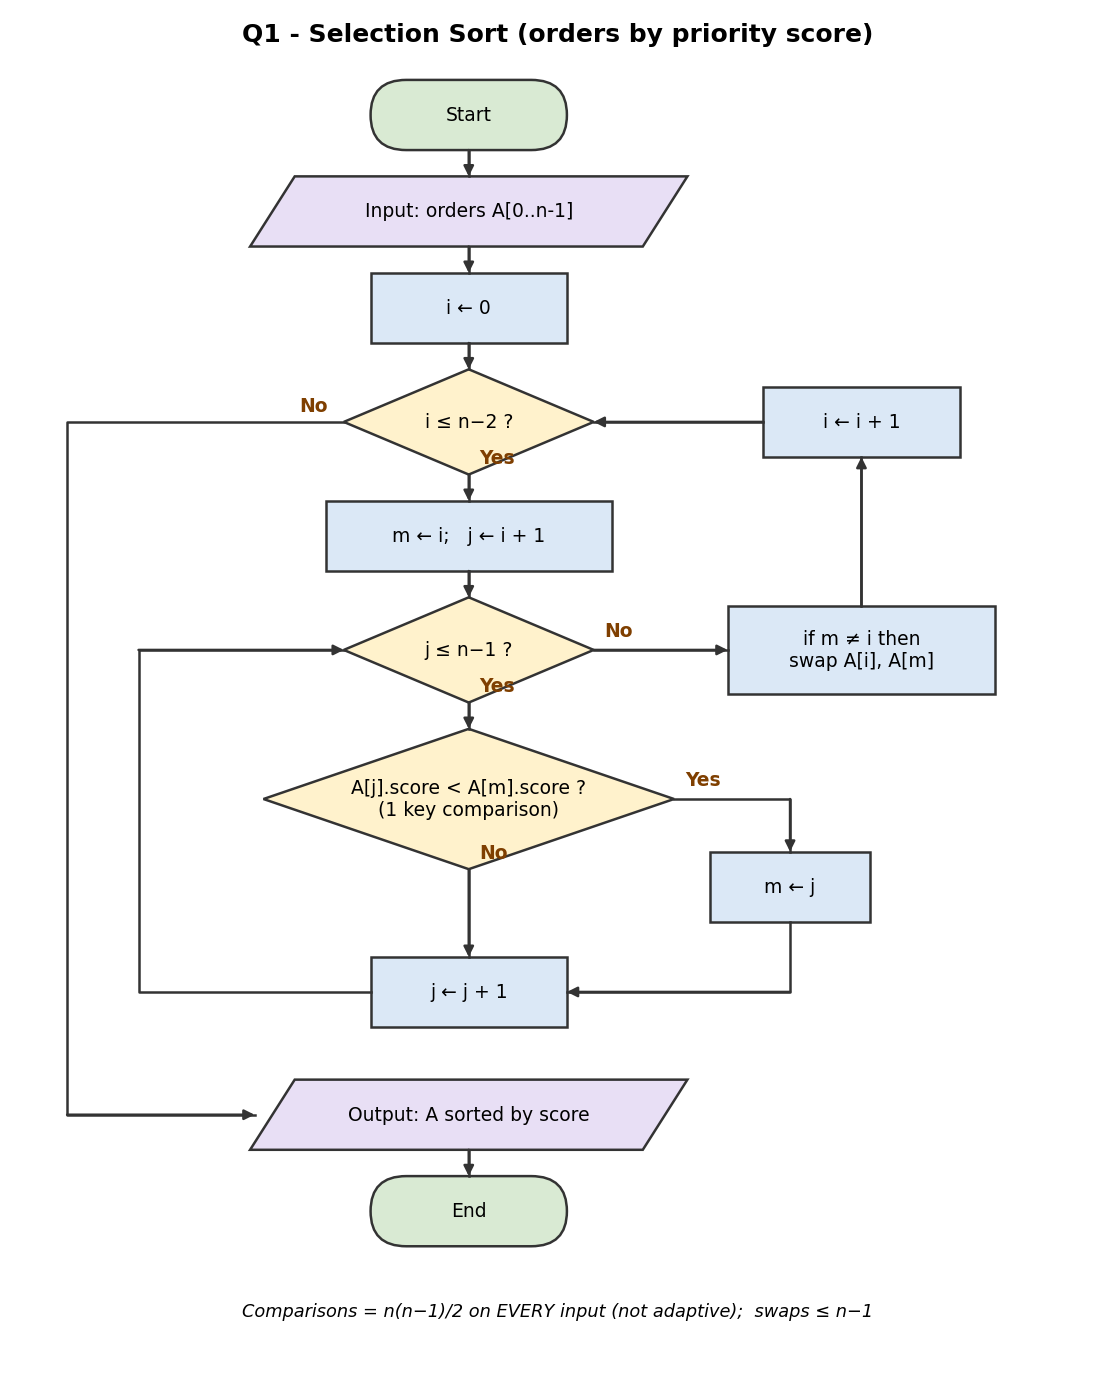 Q1 - Selection Sort (orders by priority score)
Start
Input: orders A[0..n-1]
i ← 0
No
i ≤ n−2 ?
i ← i + 1
Yes
m ← i;   j ← i + 1
j ≤ n−1 ?
No
if m ≠ i then
swap A[i], A[m]
Yes
A[j].score < A[m].score ?
(1 key comparison)
Yes
No
m ← j
j ← j + 1
Output: A sorted by score
End
Comparisons = n(n−1)/2 on EVERY input (not adaptive);  swaps ≤ n−1